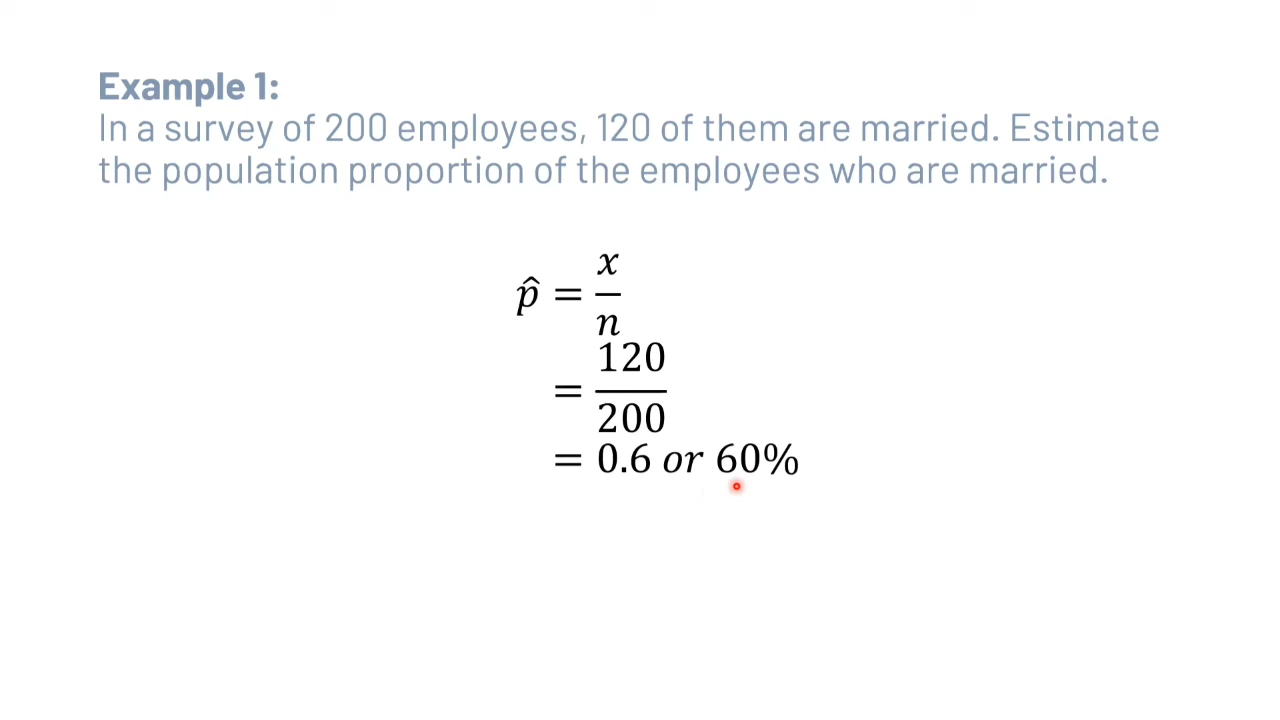 Example 1:
In a survey of 200 employees, 120 of them are married. Estimate
the population proportion of the employees who are married.
p̂ = x/n
= 120/200
= 0.6 or 60%